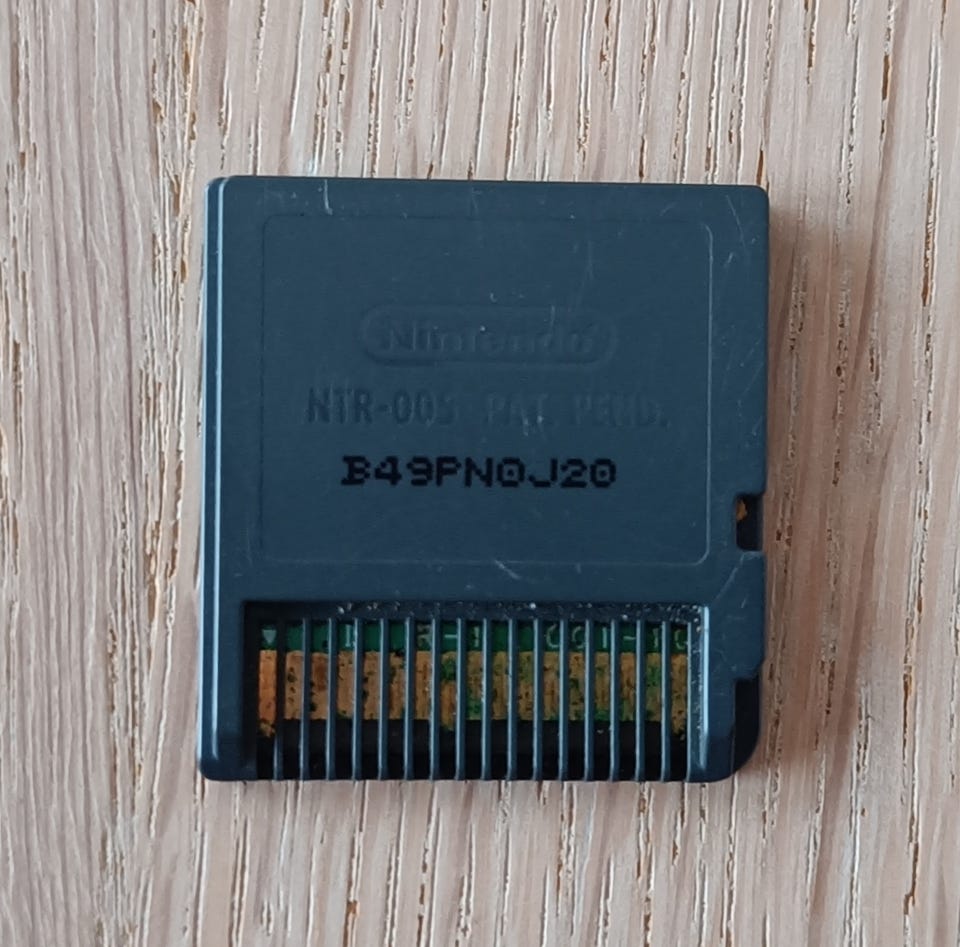 Nintendo
NTR-005 PAT. PEND.
B49PN0J20